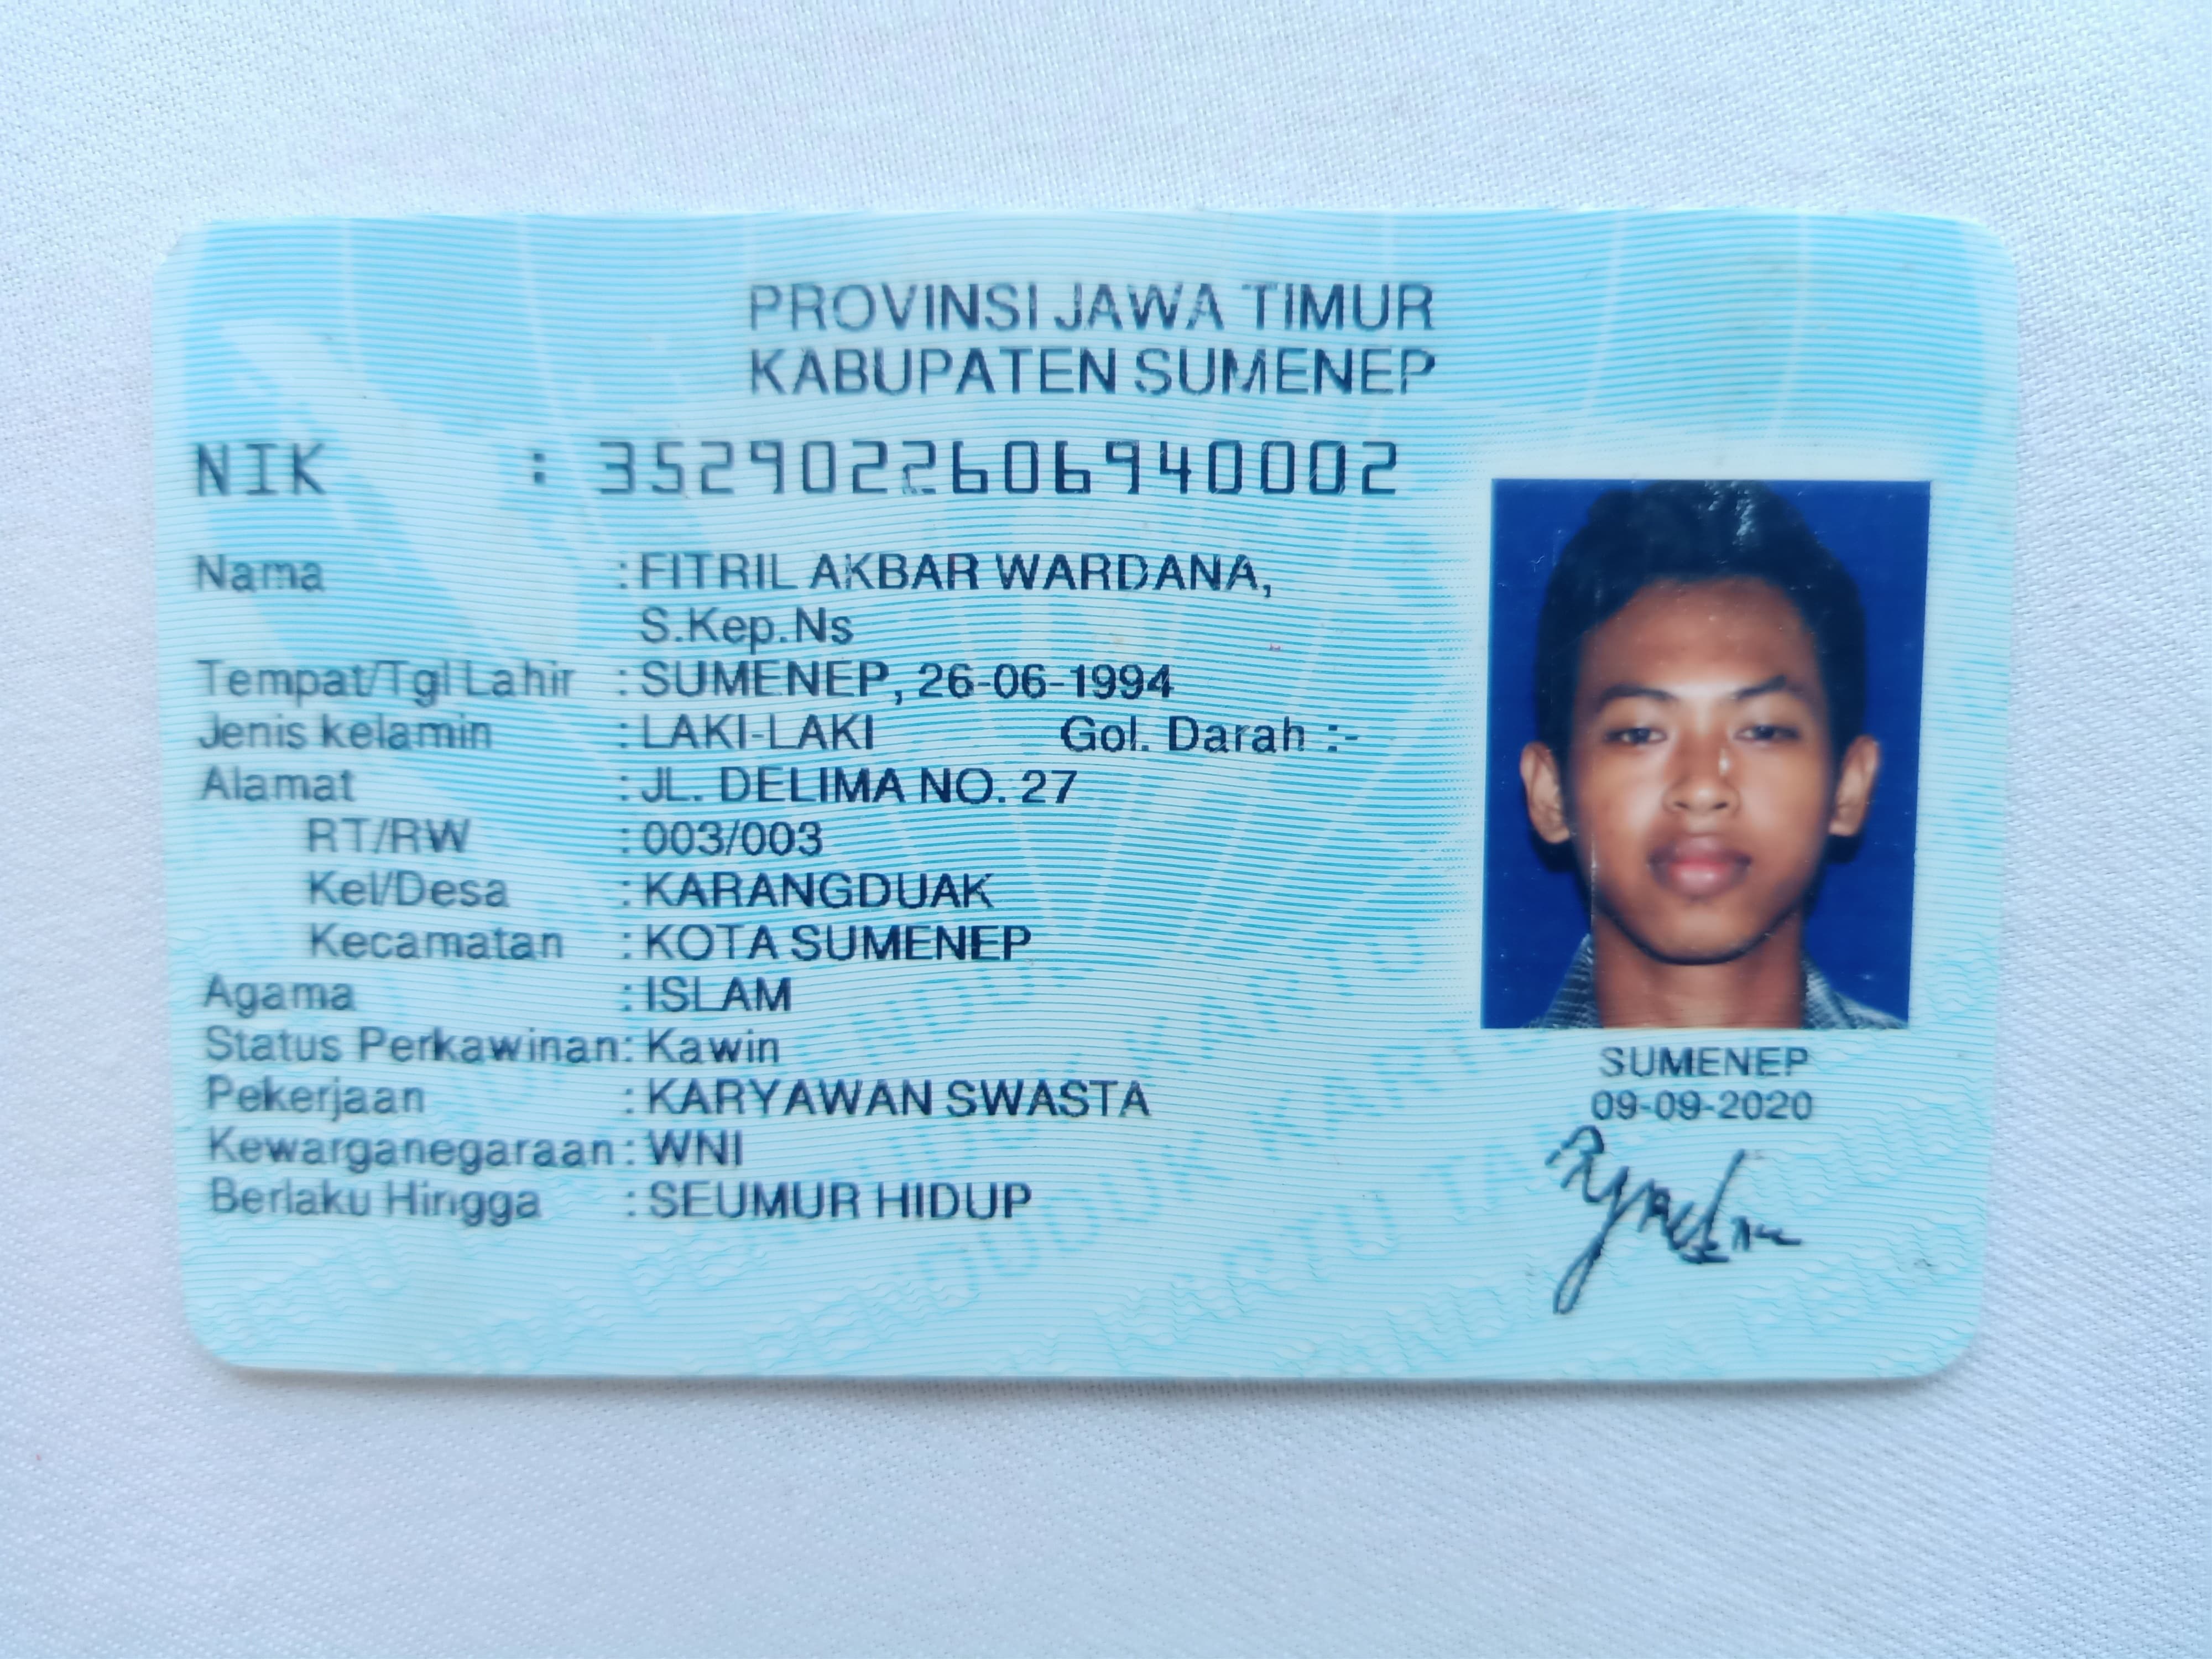 PROVINSI JAWA TIMUR
KABUPATEN SUMENEP
NIK : 3529022606940002
Nama : FITRIL AKBAR WARDANA,
S.Kep.Ns
Tempat/Tgl Lahir : SUMENEP, 26-06-1994
Jenis kelamin : LAKI-LAKI Gol. Darah :-
Alamat : JL. DELIMA NO. 27
RT/RW : 003/003
Kel/Desa : KARANGDUAK
Kecamatan : KOTA SUMENEP
Agama : ISLAM
Status Perkawinan: Kawin
Pekerjaan : KARYAWAN SWASTA
Kewarganegaraan: WNI
Berlaku Hingga : SEUMUR HIDUP
SUMENEP
09-09-2020